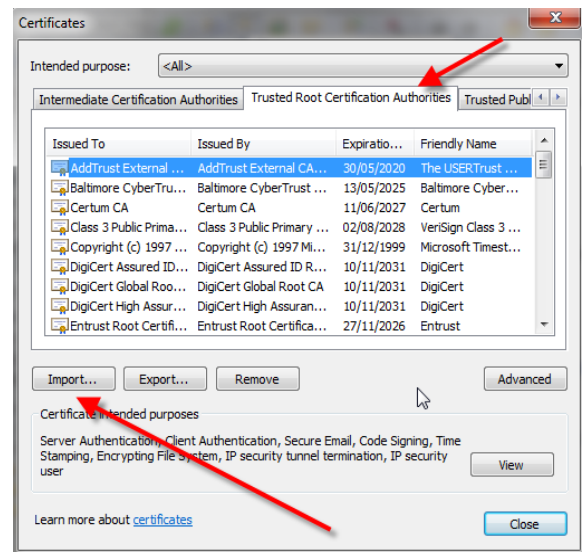 Certificates
Intended purpose: <All>
Intermediate Certification Authorities Trusted Root Certification Authorities Trusted Publ
Issued To Issued By Expiratio... Friendly Name
AddTrust External ... AddTrust External CA... 30/05/2020 The USERTrust ...
Baltimore CyberTru... Baltimore CyberTrust ... 13/05/2025 Baltimore Cyber...
Certum CA Certum CA 11/06/2027 Certum
Class 3 Public Prima... Class 3 Public Primary ... 02/08/2028 VeriSign Class 3 ...
Copyright (c) 1997 ... Copyright (c) 1997 Mi... 31/12/1999 Microsoft Timest...
DigiCert Assured ID... DigiCert Assured ID R... 10/11/2031 DigiCert
DigiCert Global Roo... DigiCert Global Root CA 10/11/2031 DigiCert
DigiCert High Assur... DigiCert High Assuran... 10/11/2031 DigiCert
Entrust Root Certifi... Entrust Root Certifica... 27/11/2026 Entrust
Import... Export... Remove Advanced
Certificate intended purposes
Server Authentication, Client Authentication, Secure Email, Code Signing, Time
Stamping, Encrypting File System, IP security tunnel termination, IP security
user
View
Learn more about certificates
Close